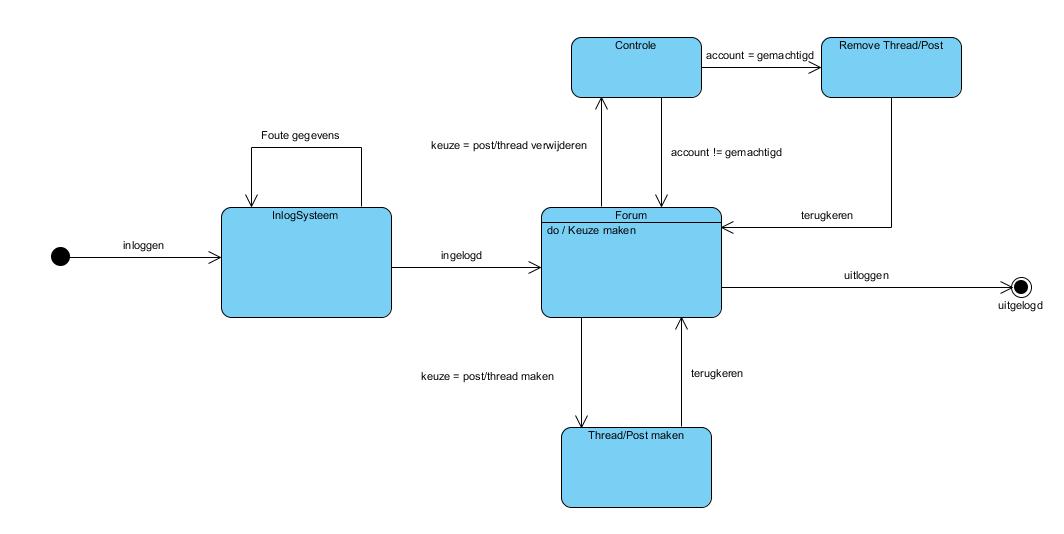 Controle
account = gemachtigd
Remove Thread/Post
Foute gegevens
keuze = post/thread verwijderen
account != gemachtigd
InlogSysteem
Forum
terugkeren
do / Keuze maken
inloggen
ingelogd
uitloggen
uitgelogd
keuze = post/thread maken
terugkeren
Thread/Post maken